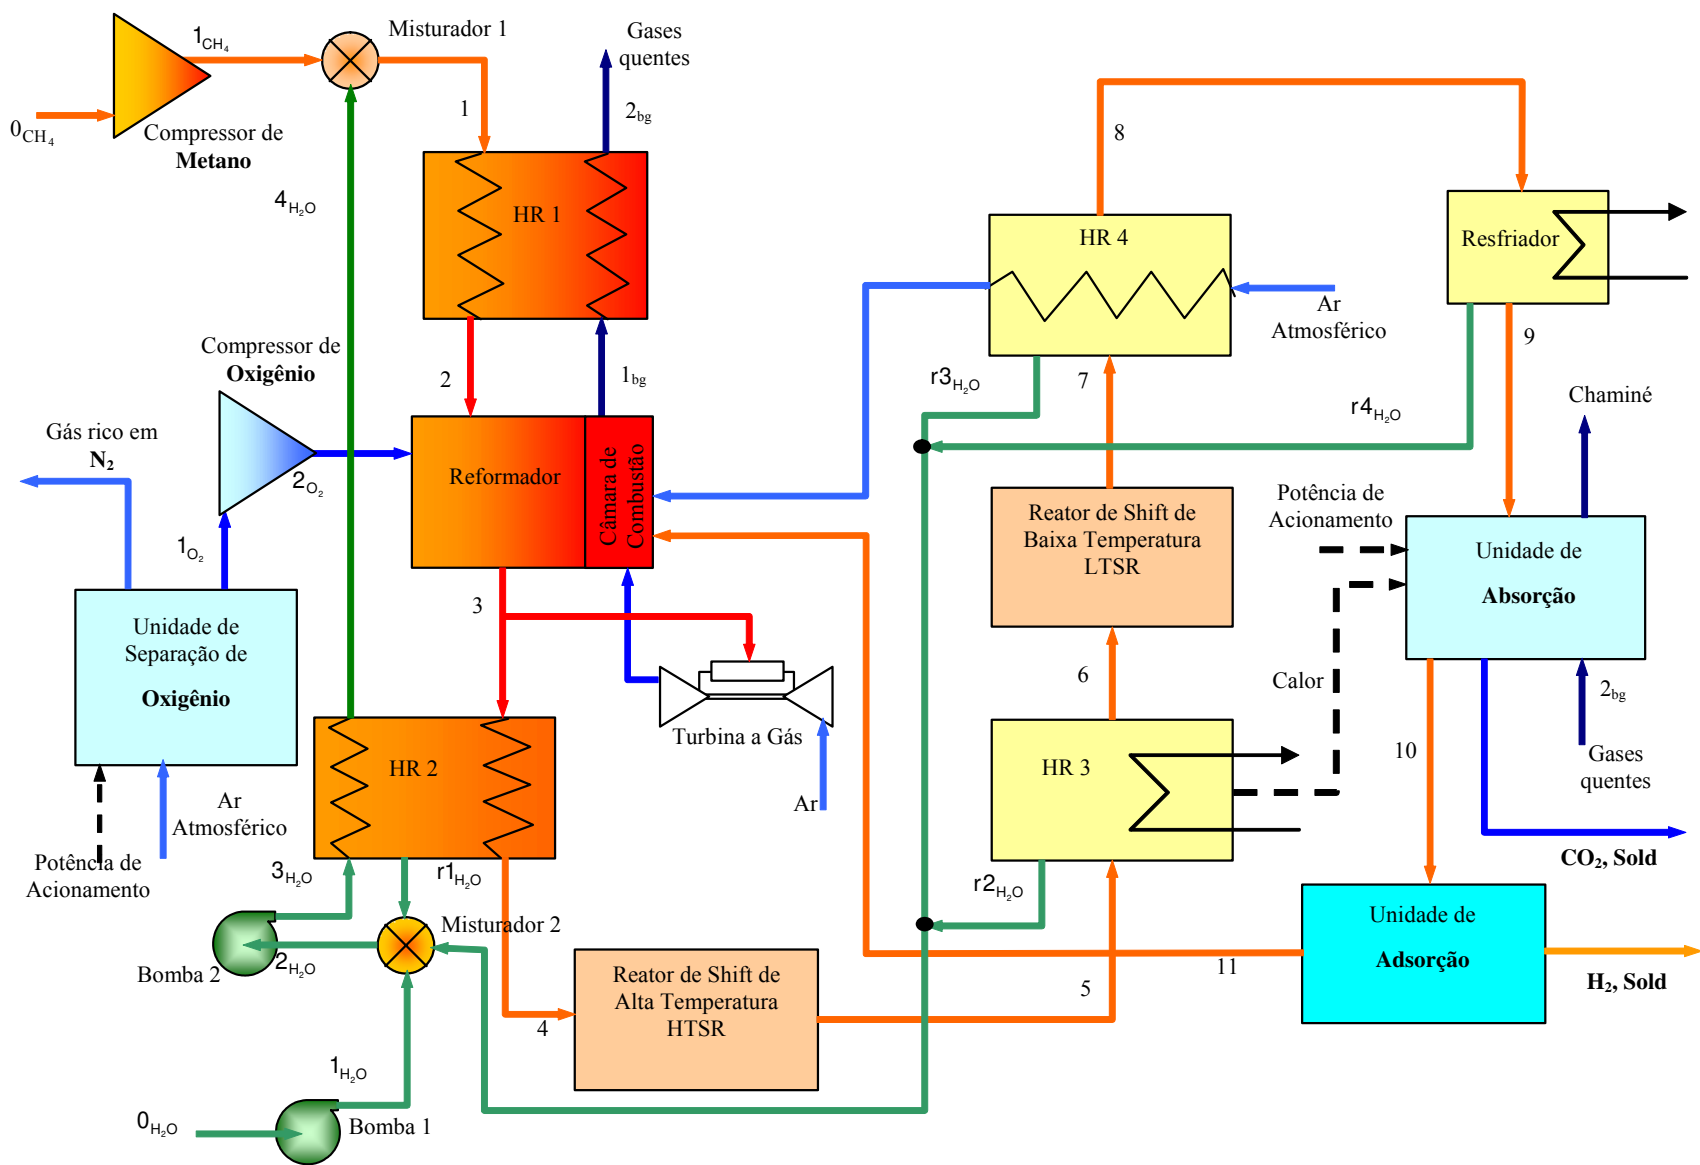 1CH₄
Misturador 1
0CH₄
Compressor de
Metano
1
Gases
quentes
2bg
4H₂O
HR 1
8
HR 4
Resfriador
Ar
Atmosférico
9
Compressor de
Oxigênio
2
1bg
r3H₂O
7
r4H₂O
Chaminé
Gás rico em
N₂
2O₂
Reformador
Câmara de
Combustão
Reator de Shift de
Baixa Temperatura
LTSR
Potência de
Acionamento
Unidade de
Absorção
1O₂
3
Unidade de
Separação de
Oxigênio
6
Calor
2bg
Turbina a Gás
HR 2
HR 3
10
Gases
quentes
Ar
Atmosférico
Ar
Potência de
Acionamento
3H₂O
r1H₂O
r2H₂O
CO₂, Sold
Misturador 2
Unidade de
Adsorção
Bomba 2
2H₂O
Reator de Shift de
Alta Temperatura
HTSR
4
5
11
H₂, Sold
1H₂O
0H₂O
Bomba 1